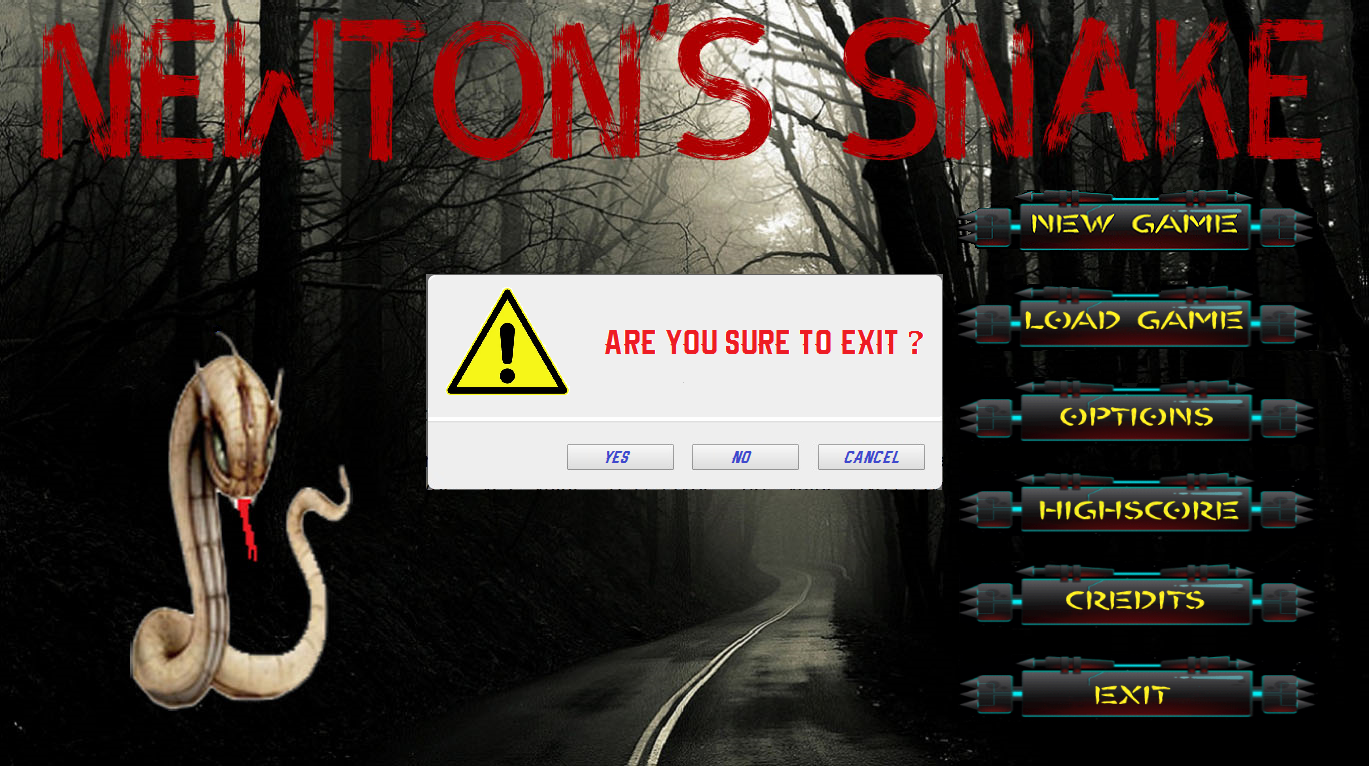 NEWTON'S SNAKE
NEW GAME
ARE YOU SURE TO EXIT ?
LOAD GAME
OPTIONS
YES NO CANCEL
HIGHSCORE
CREDITS
EXIT